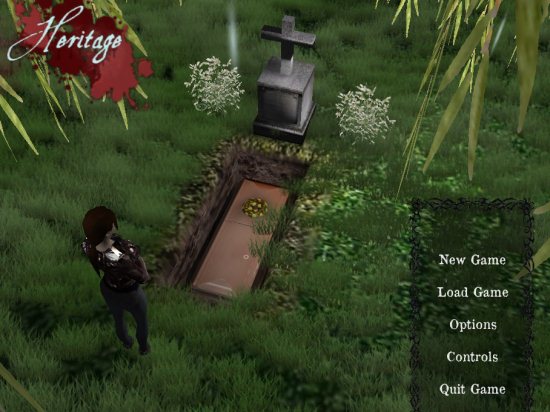 Heritage
New Game
Load Game
Options
Controls
Quit Game